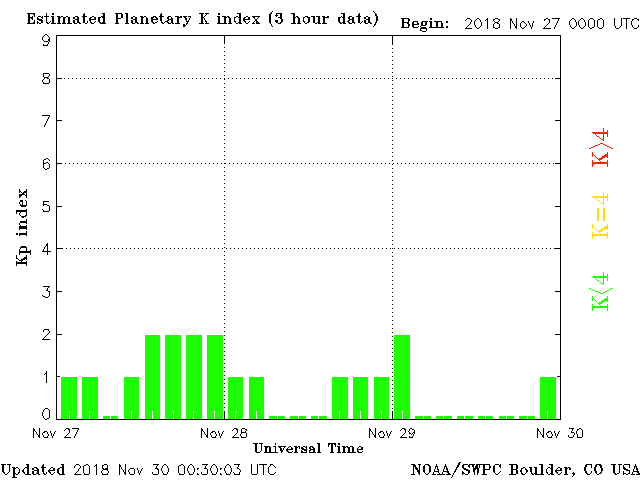 Estimated Planetary K index (3 hour data) Begin: 2018 Nov 27 0000 UTC
9
8
7
6
5
4
3
2
1
0
Kp index
K>4
K=4
K<4
Nov 27 Nov 28 Nov 29 Nov 30
Universal Time
Updated 2018 Nov 30 00:30:03 UTC NOAA/SWPC Boulder, CO USA